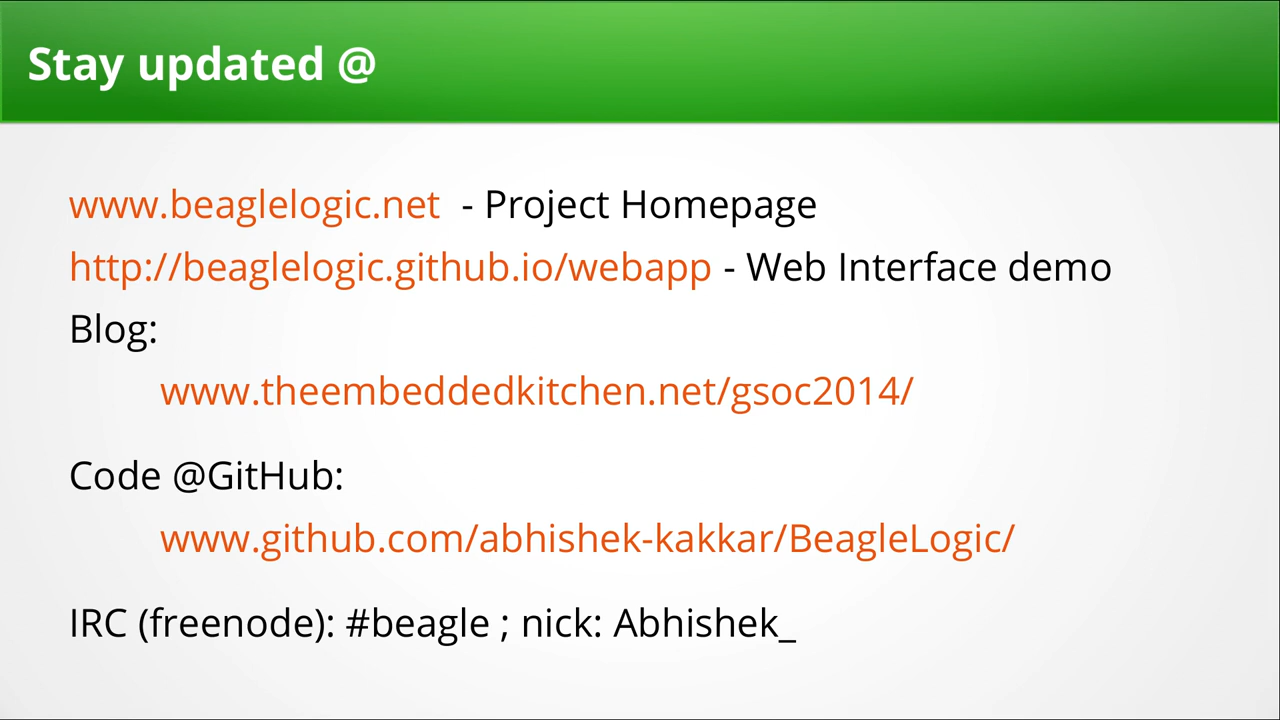 Stay updated @
www.beaglelogic.net - Project Homepage
http://beaglelogic.github.io/webapp - Web Interface demo
Blog:
www.theembeddedkitchen.net/gsoc2014/
Code @GitHub:
www.github.com/abhishek-kakkar/BeagleLogic/
IRC (freenode): #beagle ; nick: Abhishek_